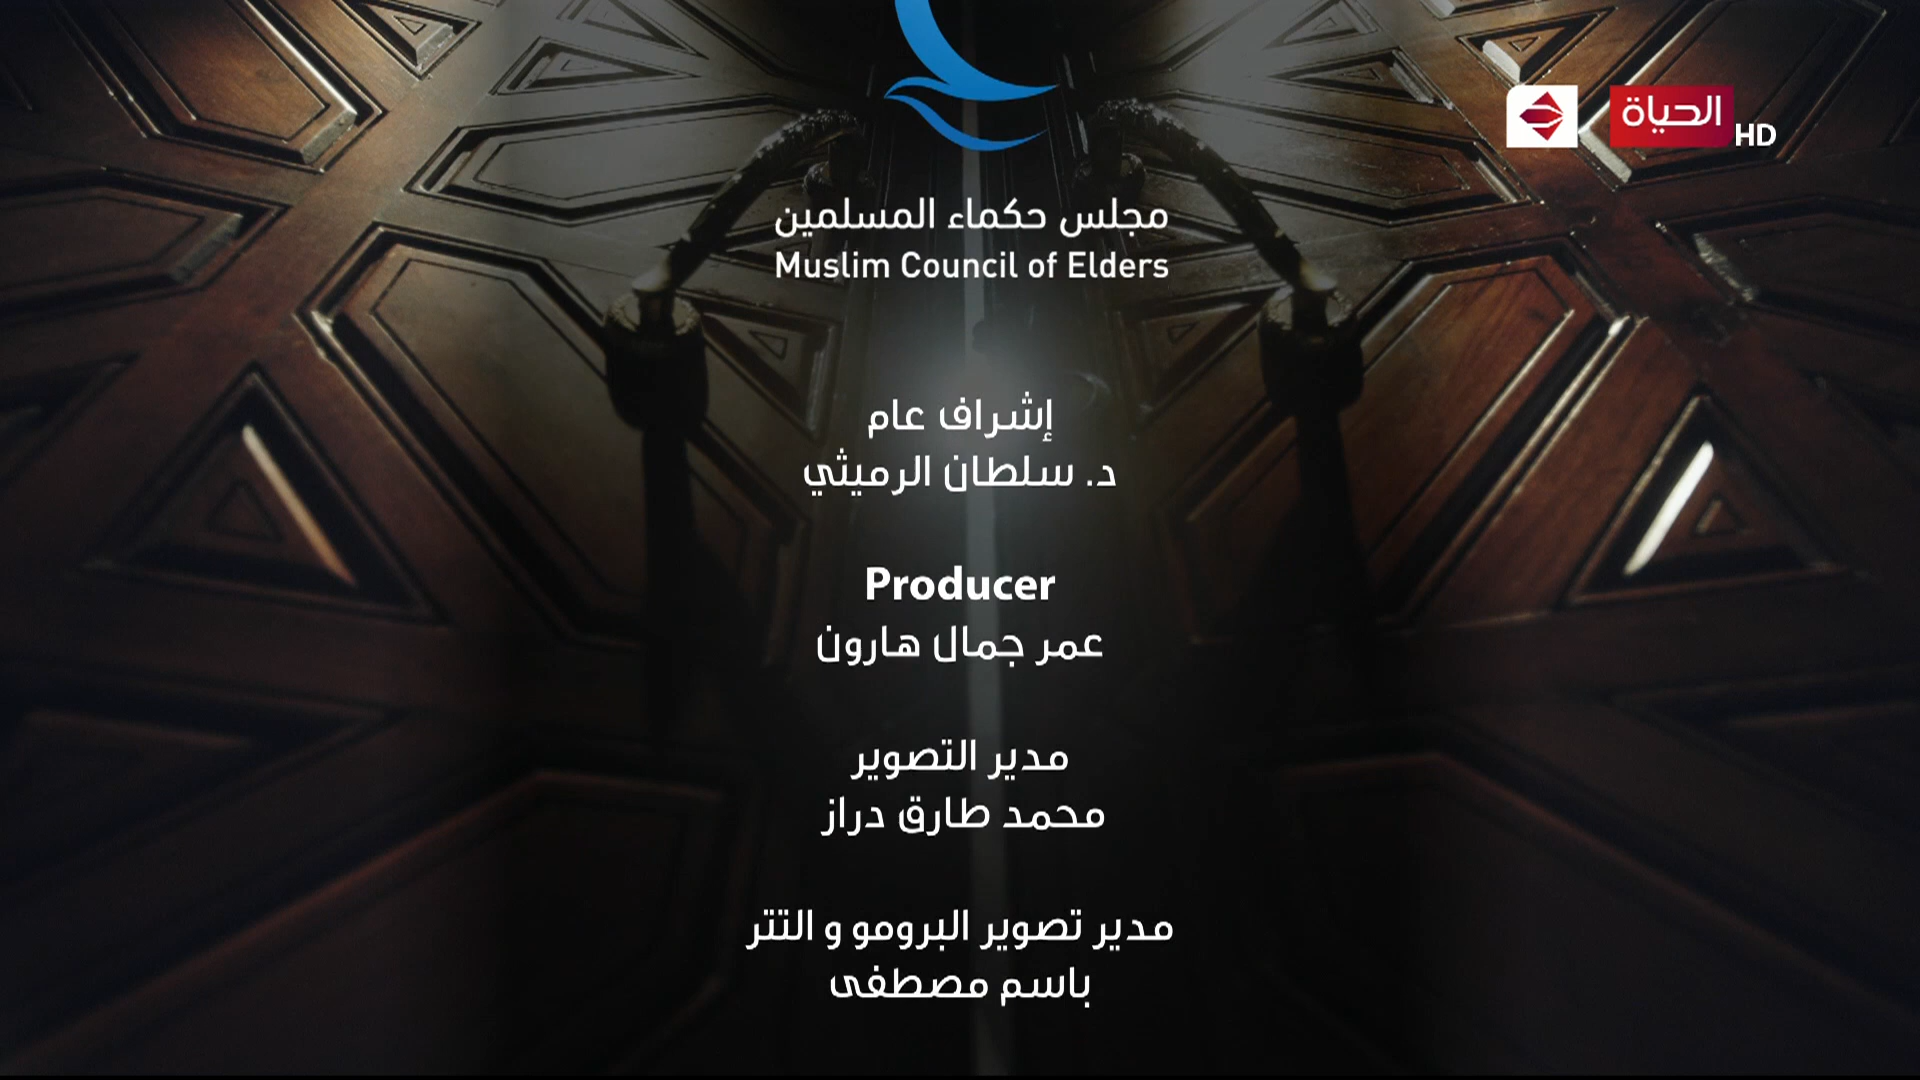 الحياة
HD
مجلس حكماء المسلمين
Muslim Council of Elders
إشراف عام
د. سلطان الرميثي
Producer
عمر جمال هارون
مدير التصوير
محمد طارق دراز
مدير تصوير البرومو و التتر
باسم مصطفى